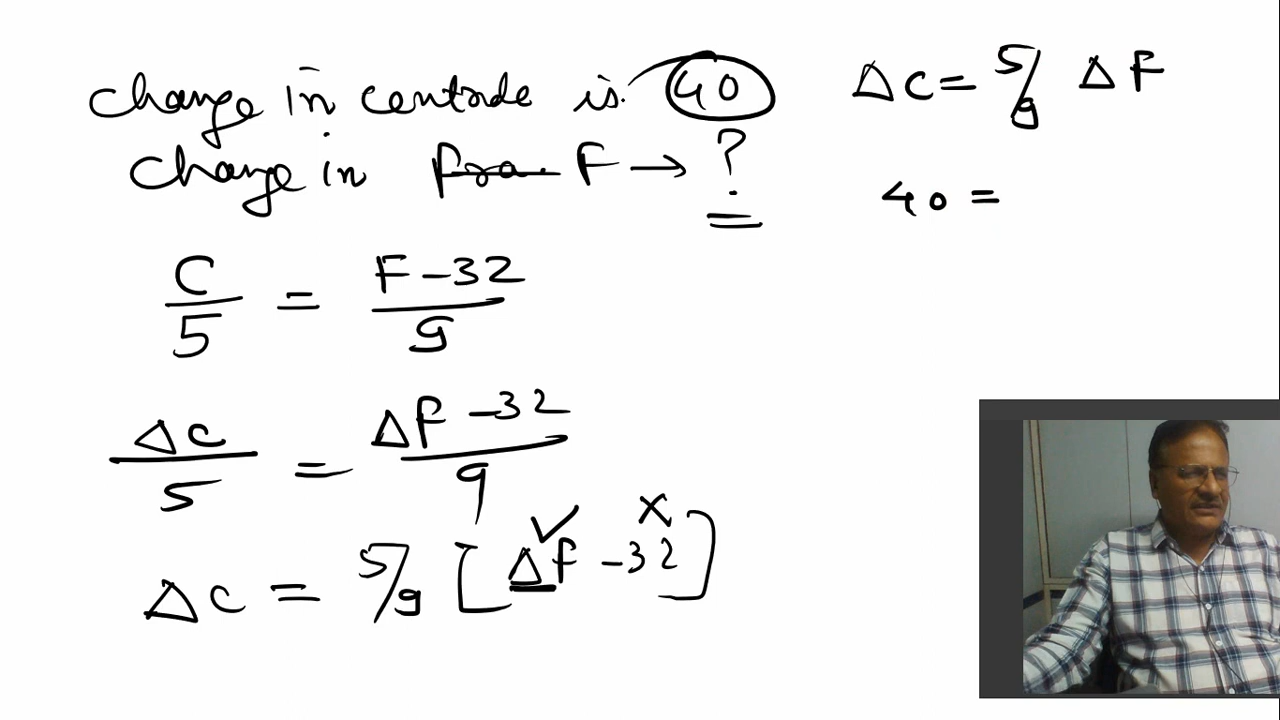 change in centrade is 40
change in F → ?
C/5 = F-32/9
ΔC/5 = ΔF-32/9
ΔC = 5/9 [ΔF -32]
✓ x
ΔC = 5/9 ΔF
40 =